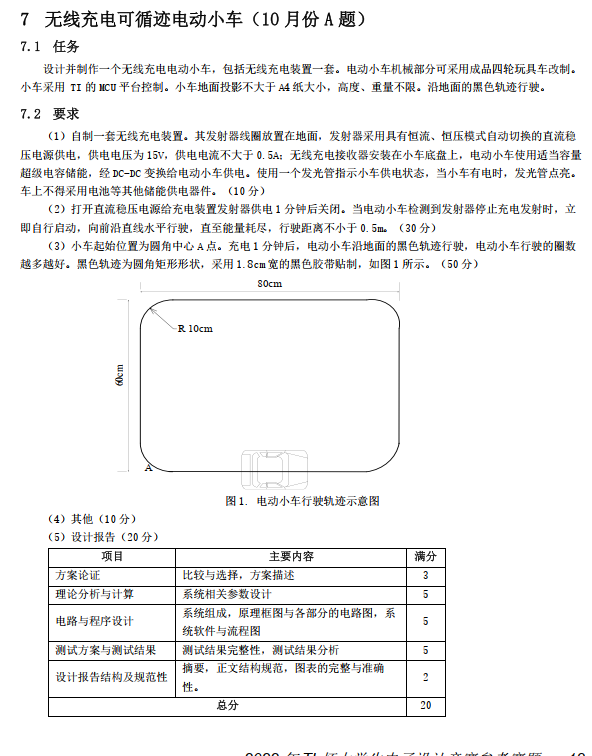 7 无线充电可循迹电动小车（10 月份 A 题）
7.1 任务
设计并制作一个无线充电电动小车，包括无线充电装置一套。电动小车机械部分可采用成品四轮玩具车改制。
小车采用 TI 的 MCU 平台控制。小车地面投影不大于 A4 纸大小，高度、重量不限。沿地面的黑色轨迹行驶。
7.2 要求
（1）自制一套无线充电装置。其发射器线圈放置在地面，发射器采用具有恒流、恒压模式自动切换的直流稳
压电源供电，供电电压为 15V，供电电流不大于 0.5A；无线充电接收器安装在小车底盘上，电动小车使用适当容量
超级电容储能，经 DC-DC 变换给电动小车供电。使用一个发光管指示小车供电状态，当小车有电时，发光管点亮。
车上不得采用电池等其他储能供电器件。（10 分）
（2）打开直流稳压电源给充电装置发射器供电 1 分钟后关闭。当电动小车检测到发射器停止充电发射时，立
即自行启动，向前沿直线水平行驶，直至能量耗尽，行驶距离不小于 0.5m。（30 分）
（3）小车起始位置为圆角中心 A 点。充电 1 分钟后，电动小车沿地面的黑色轨迹行驶，电动小车行驶的圈数
越多越好。黑色轨迹为圆角矩形形状，采用 1.8cm 宽的黑色胶带贴制，如图 1 所示。（50 分）
80cm
R 10cm
60cm
A
图 1. 电动小车行驶轨迹示意图
（4）其他（10 分）
（5）设计报告（20 分）
项目 主要内容 满分
方案论证 比较与选择，方案描述 3
理论分析与计算 系统相关参数设计 5
电路与程序设计 系统组成，原理框图与各部分的电路图，系
统软件与流程图 5
测试方案与测试结果 测试结果完整性，测试结果分析 5
设计报告结构及规范性 摘要，正文结构规范，图表的完整与准确
性。 2
总分 20